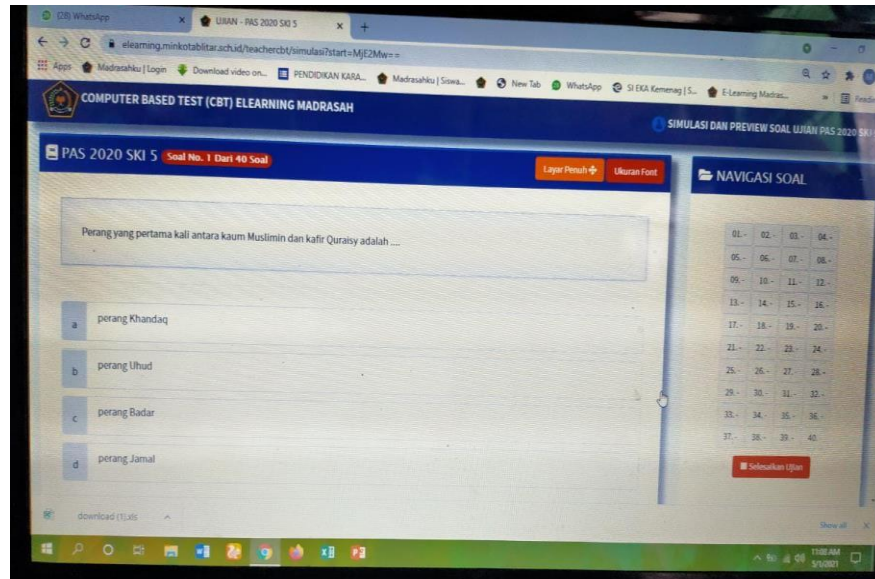 (28) WhatsApp
UJIAN - PAS 2020 SKI 5
elearning.minkotablitar.sch.id/teachercbt/simulasi?start=MjE2Mw==
Apps
Madrasahku | Login
Download video on...
PENDIDIKAN KARA...
Madrasahku | Siswa...
New Tab
WhatsApp
SI EKA Kemenag | S...
E-Learning Madras...
COMPUTER BASED TEST (CBT) ELEARNING MADRASAH
SIMULASI DAN PREVIEW SOAL UJIAN PAS 2020 SKI
PAS 2020 SKI 5 Soal No. 1 Dari 40 Soal
Layar Penuh
Ukuran Font
NAVIGASI SOAL
Perang yang pertama kali antara kaum Muslimin dan kafir Quraisy adalah ....
a perang Khandaq
b perang Uhud
c perang Badar
d perang Jamal
01. - 02. - 03. - 04. -
05. - 06. - 07. - 08. -
09. - 10. - 11. - 12. -
13. - 14. - 15. - 16. -
17. - 18. - 19. - 20. -
21. - 22. - 23. - 24. -
25. - 26. - 27. - 28. -
29. - 30. - 31. - 32. -
33. - 34. - 35. - 36. -
37. - 38. - 39. - 40.
Selesaikan Ujian
download (1).xls
Show all
11:08 AM
5/1/2021